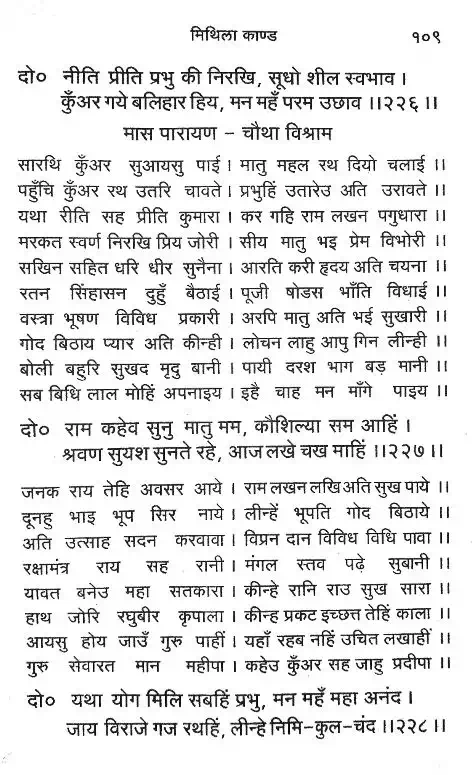 मिथिला काण्ड १०९
दो० नीति प्रीति प्रभु की निरखि, सूधो शील स्वभाव ।
कुँअर गये बलिहार हिय, मन महँ परम उछाव ।।२२६।।
मास पारायण – चौथा विश्राम
सारथि कुँअर सुआयसु पाई । मातु महल रथ दियो चलाई ।।
पहुँचि कुँअर रथ उतरि चावते । प्रभुहिं उतारेउ अति उरावते ।।
यथा रीति सह प्रीति कुमारा । कर गहि राम लखन पगुधारा ।।
मरकत स्वर्ण निरखि प्रिय जोरी । सीय मातु भइ प्रेम विभोरी ।।
सखिन सहित धरि धीर सुनैना । आरति करी हृदय अति चयना ।।
रतन सिंहासन दुहुँ बैठाई । पूजी षोडस भाँति विधाई ।।
वस्त्रा भूषण विविध प्रकारी । अरपि मातु अति भई सुखारी ।।
गोद बिठाय प्यार अति कीन्ही । लोचन लाहु आपु गिन लीन्ही ।।
बोली बहुरि सुखद मृदु बानी । पायी दरश भाग बड़ मानी ।।
सब बिधि लाल मोहिं अपनाइय । इहै चाह मन माँगे पाइय ।।
दो० राम कहेव सुनु मातु मम, कौशिल्या सम आहिं ।
श्रवण सुयश सुनते रहे, आज लखे चख माहिं ।।२२७।।
जनक राय तेहि अवसर आये । राम लखन लखि अति सुख पाये ।।
दूनहु भाइ भूप सिर नाये । लीन्हें भूपति गोद बिठाये ।।
अति उत्साह सदन करवावा । विप्रन दान विविध विधि पावा ।।
रक्षामंत्र राय सह रानी । मंगल स्तव पढ़े सुबानी ।।
यावत बनेउ महा सतकारा । कीन्हे रानि राउ सुख सारा ।।
हाथ जोरि रघुबीर कृपाला । कीन्ह प्रकट इच्छत तेहिं काला ।।
आयसु होय जाउँ गुरु पाहीं । यहाँ रहब नहिं उचित लखाहीं ।।
गुरु सेवारत मान महीपा । कहेउ कुँअर सह जाहु प्रदीपा ।।
दो० यथा योग मिलि सबहिं प्रभु, मन महँ महा अनंद ।
जाय विराजे गज रथहिं, लीन्हे निमि-कुल-चंद ।।२२८।।